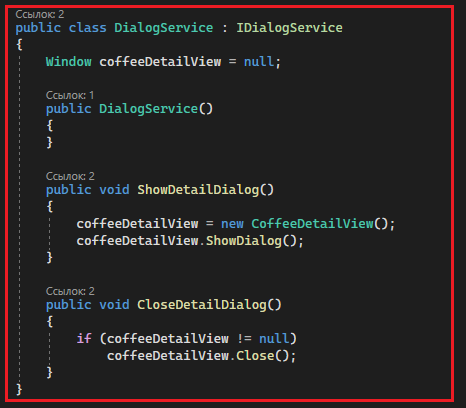 Ссылок: 2
public class DialogService : IDialogService
{
Window coffeeDetailView = null;
Ссылок: 1
public DialogService()
{
}
Ссылок: 2
public void ShowDetailDialog()
{
coffeeDetailView = new CoffeeDetailView();
coffeeDetailView.ShowDialog();
}
Ссылок: 2
public void CloseDetailDialog()
{
if (coffeeDetailView != null)
coffeeDetailView.Close();
}
}